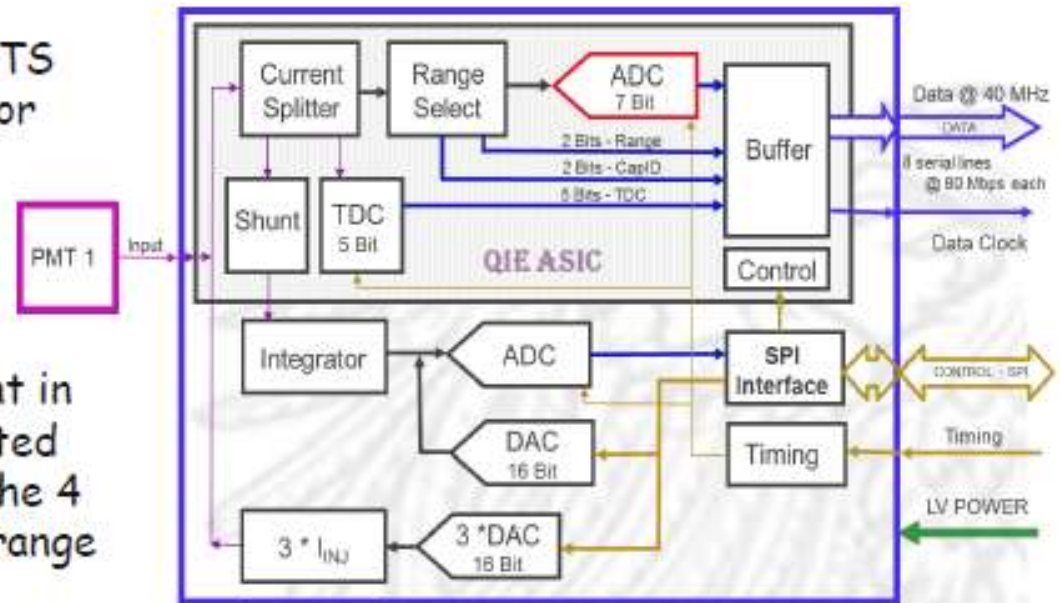 TS
or
nt in
ted
he 4
range
PMT 1
Input
Current
Splitter
Range
Select
ADC
7 Bit
Buffer
2 Bits - Range
2 Bits - CapID
5 Bits - TDC
Shunt
TDC
5 Bit
QIE ASIC
Control
Integrator
ADC
SPI
Interface
DAC
16 Bit
Timing
3 * I_INJ
3 *DAC
16 Bit
Data @ 40 MHz
DATA
8 serial lines
@ 80 Mbps each
Data Clock
CONTROL - SPI
Timing
LV POWER